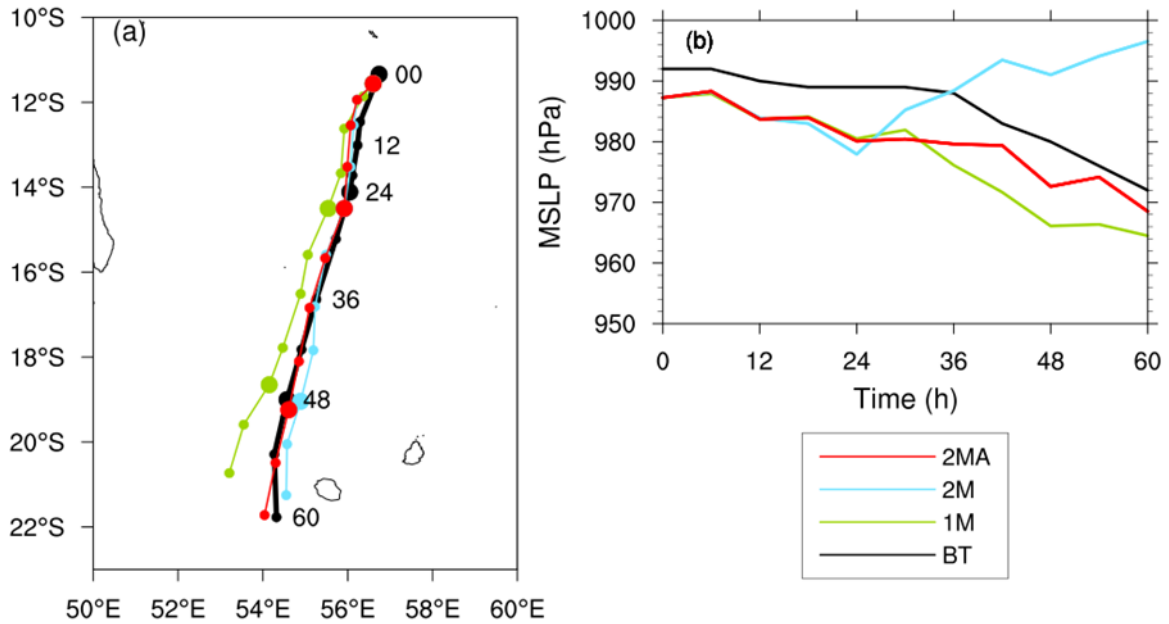 (a)
10°S
12°S
14°S
16°S
18°S
20°S
22°S
00
12
24
36
48
60
50°E 52°E 54°E 56°E 58°E 60°E
(b)
MSLP (hPa)
1000
990
980
970
960
950
0 12 24 36 48 60
Time (h)
2MA
2M
1M
BT